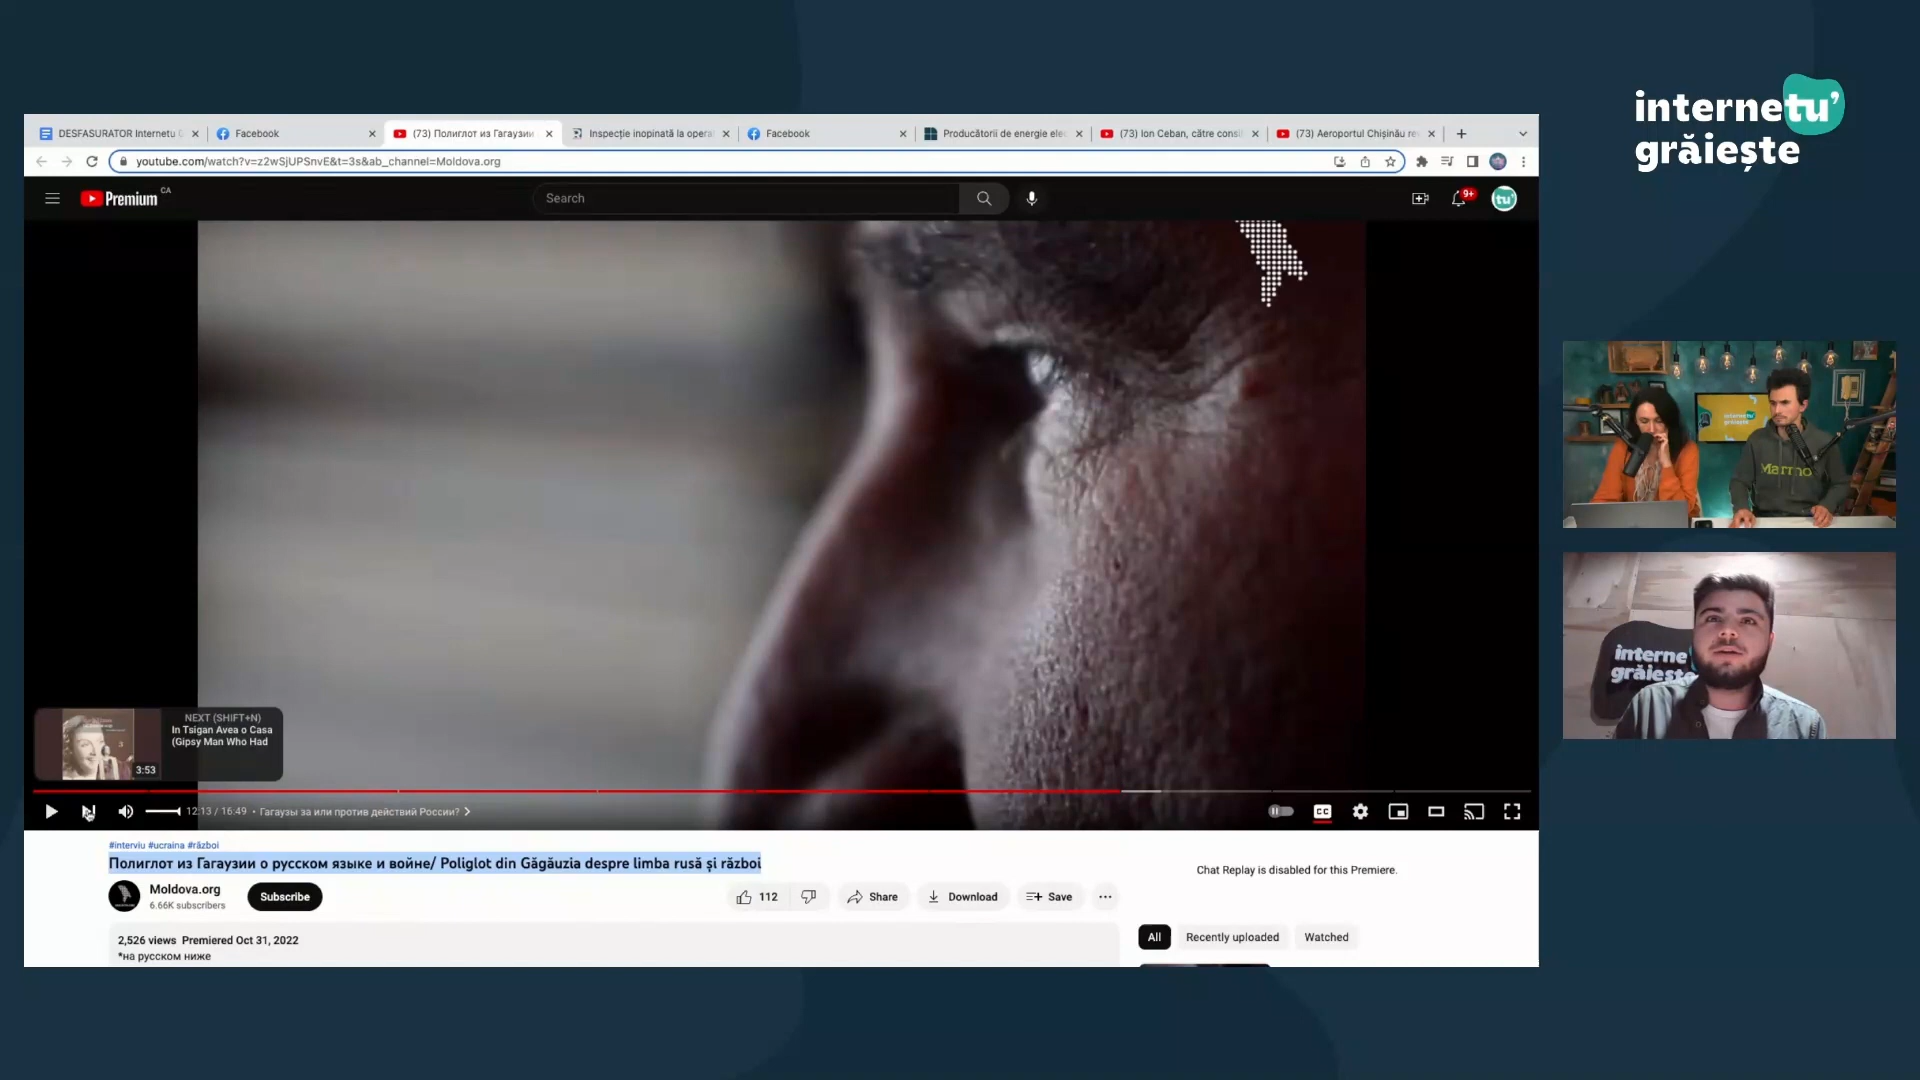 internetu'
grăiește
DESFASURATOR Internetu G
Facebook
(73) Полиглот из Гагаузии
Inspecție inopinată la opera
Facebook
Producătorii de energie ele
(73) Ion Ceban, către consi
(73) Aeroportul Chișinău re
youtube.com/watch?v=z2wSjUPSnvE&t=3s&ab_channel=Moldova.org
Premium CA
Search
9+
tu'
NEXT (SHIFT+N)
In Tsigan Avea o Casa
(Gipsy Man Who Had
3:53
12:13 / 16:49 • Гагаузы за или против действий России?
CC
#interviu #ucraina #război
Полиглот из Гагаузии о русском языке и войне/ Poliglot din Găgăuzia despre limba rusă și război
Moldova.org
6.66K subscribers
Subscribe
112
Share
Download
Save
Chat Replay is disabled for this Premiere.
2,526 views Premiered Oct 31, 2022
*на русском ниже
All
Recently uploaded
Watched
internetu'
grăiește
Marmo
interne
grăiește